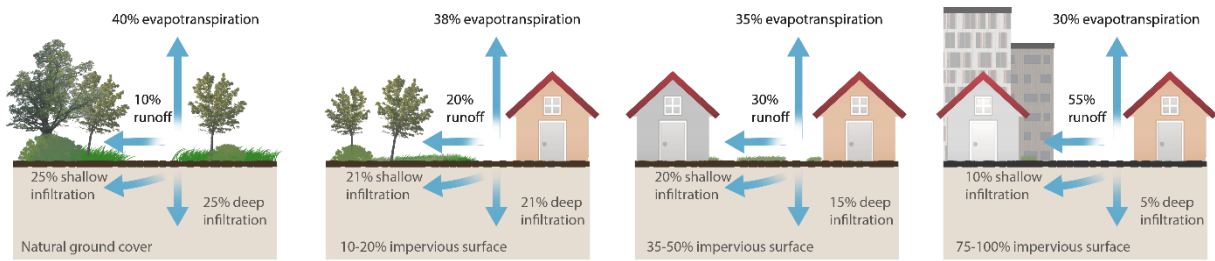 40% evapotranspiration
10%
runoff
25% shallow
infiltration
25% deep
infiltration
Natural ground cover
38% evapotranspiration
20%
runoff
21% shallow
infiltration
21% deep
infiltration
10-20% impervious surface
35% evapotranspiration
30%
runoff
20% shallow
infiltration
15% deep
infiltration
35-50% impervious surface
30% evapotranspiration
55%
runoff
10% shallow
infiltration
5% deep
infiltration
75-100% impervious surface